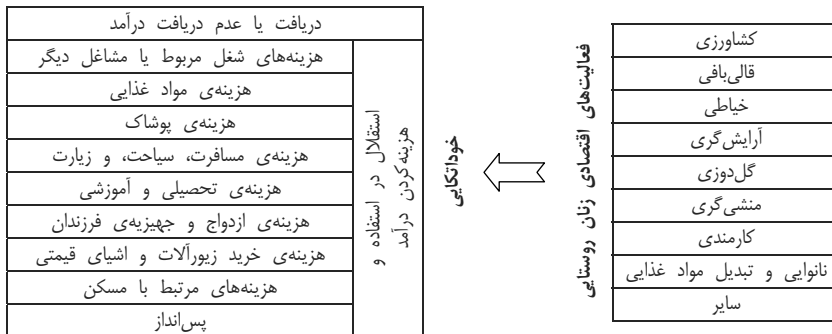 فعالیت‌های اقتصادی زنان روستایی
کشاورزی
قالی‌بافی
خیاطی
آرایش‌گری
گل‌دوزی
منشی‌گری
کارمندی
نانوایی و تبدیل مواد غذایی
سایر
خوداتکایی
دریافت یا عدم دریافت درآمد
استقلال در استفاده و
هزینه‌کردن درآمد
هزینه‌های شغل مربوط یا مشاغل دیگر
هزینه‌ی مواد غذایی
هزینه‌ی پوشاک
هزینه‌ی مسافرت، سیاحت، و زیارت
هزینه‌ی تحصیلی و آموزشی
هزینه‌ی ازدواج و جهیزیه‌ی فرزندان
هزینه‌ی خرید زیورآلات و اشیای قیمتی
هزینه‌های مرتبط با مسکن
پس‌انداز